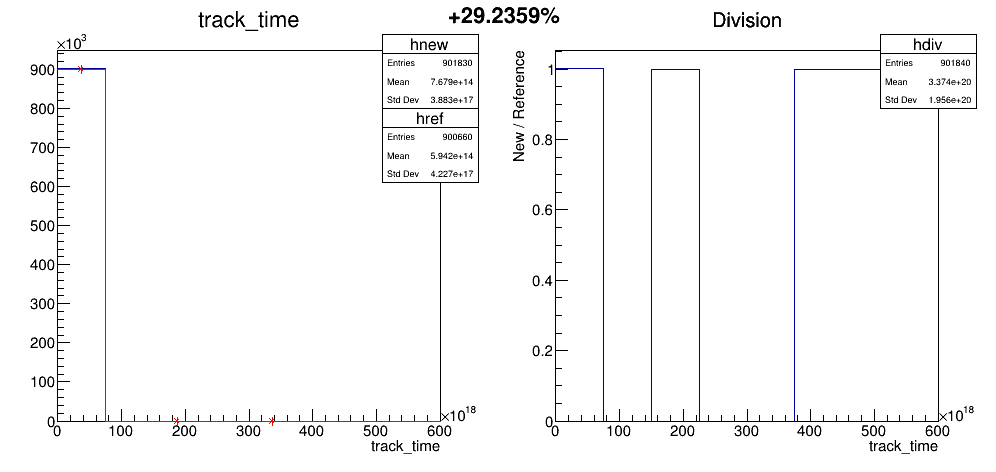 track_time
+29.2359%
Division
×10³
hnew
Entries 901830
Mean 7.679e+14
Std Dev 3.883e+17
href
Entries 900660
Mean 5.942e+14
Std Dev 4.227e+17
900
800
700
600
500
400
300
200
100
0
0 100 200 300 400 500 600
×10¹⁸
track_time
hdiv
Entries 901840
Mean 3.374e+20
Std Dev 1.956e+20
New / Reference
1
0.8
0.6
0.4
0.2
0
0 100 200 300 400 500 600
×10¹⁸
track_time